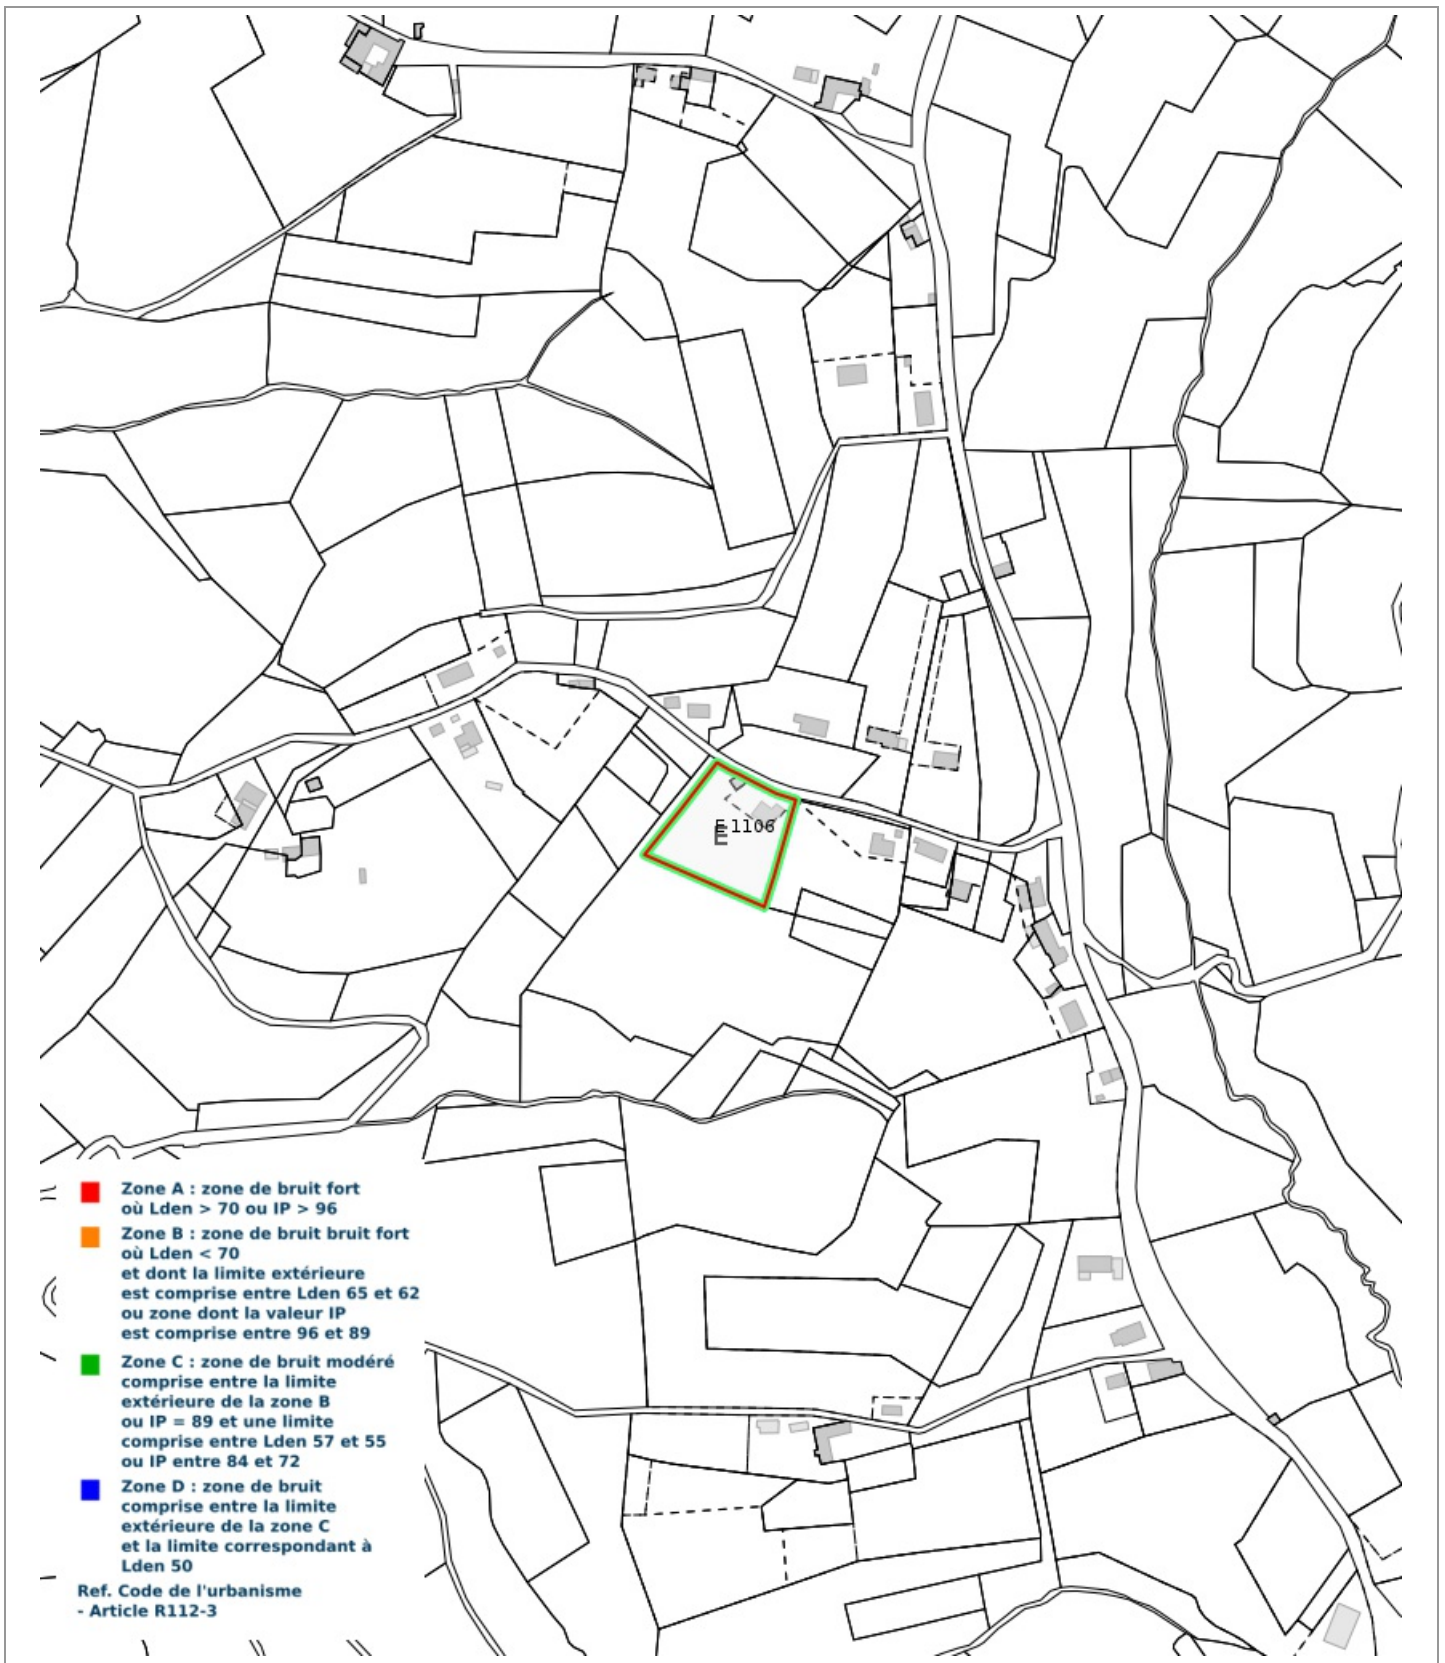 E 1106
E
Zone A : zone de bruit fort
où Lden > 70 ou IP > 96
Zone B : zone de bruit bruit fort
où Lden < 70
et dont la limite extérieure
est comprise entre Lden 65 et 62
ou zone dont la valeur IP
est comprise entre 96 et 89
Zone C : zone de bruit modéré
comprise entre la limite
extérieure de la zone B
ou IP = 89 et une limite
comprise entre Lden 57 et 55
ou IP entre 84 et 72
Zone D : zone de bruit
comprise entre la limite
extérieure de la zone C
et la limite correspondant à
Lden 50
Ref. Code de l'urbanisme
- Article R112-3